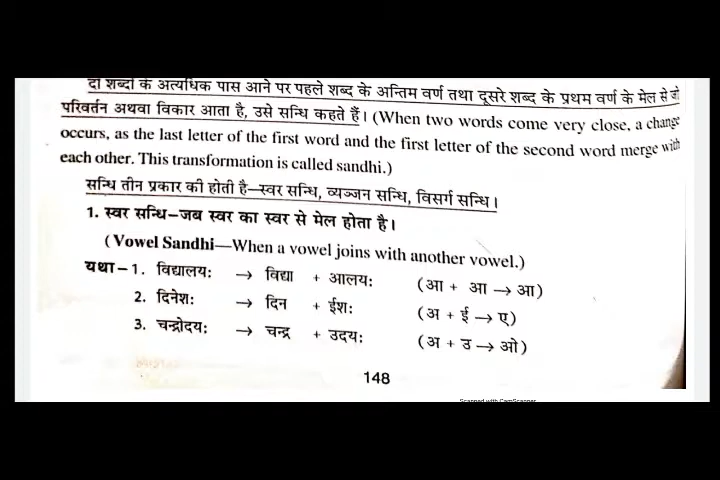 दो शब्दों के अत्यधिक पास आने पर पहले शब्द के अन्तिम वर्ण तथा दूसरे शब्द के प्रथम वर्ण के मेल से जो
परिवर्तन अथवा विकार आता है, उसे सन्धि कहते हैं। (When two words come very close, a change
occurs, as the last letter of the first word and the first letter of the second word merge with
each other. This transformation is called sandhi.)
सन्धि तीन प्रकार की होती है–स्वर सन्धि, व्यञ्जन सन्धि, विसर्ग सन्धि।
1. स्वर सन्धि–जब स्वर का स्वर से मेल होता है।
(Vowel Sandhi—When a vowel joins with another vowel.)
यथा–1. विद्यालय: → विद्या + आलय: (आ + आ → आ)
2. दिनेश: → दिन + ईश: (अ + ई → ए)
3. चन्द्रोदय: → चन्द्र + उदय: (अ + उ → ओ)
148
Scanned with CamScanner